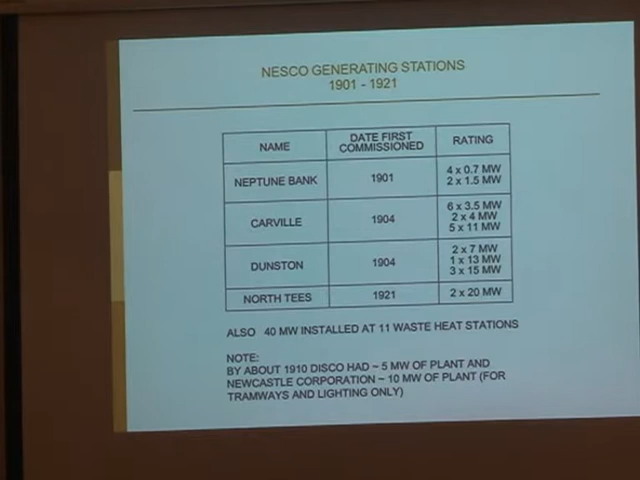 NESCO GENERATING STATIONS
1901 - 1921
NAME
DATE FIRST
COMMISSIONED
RATING
NEPTUNE BANK
1901
4 x 0.7 MW
2 x 1.5 MW
CARVILLE
1904
6 x 3.5 MW
2 x 4 MW
5 x 11 MW
DUNSTON
1904
2 x 7 MW
1 x 13 MW
3 x 15 MW
NORTH TEES
1921
2 x 20 MW
ALSO 40 MW INSTALLED AT 11 WASTE HEAT STATIONS
NOTE:
BY ABOUT 1910 DISCO HAD ~ 5 MW OF PLANT AND
NEWCASTLE CORPORATION ~ 10 MW OF PLANT (FOR
TRAMWAYS AND LIGHTING ONLY)